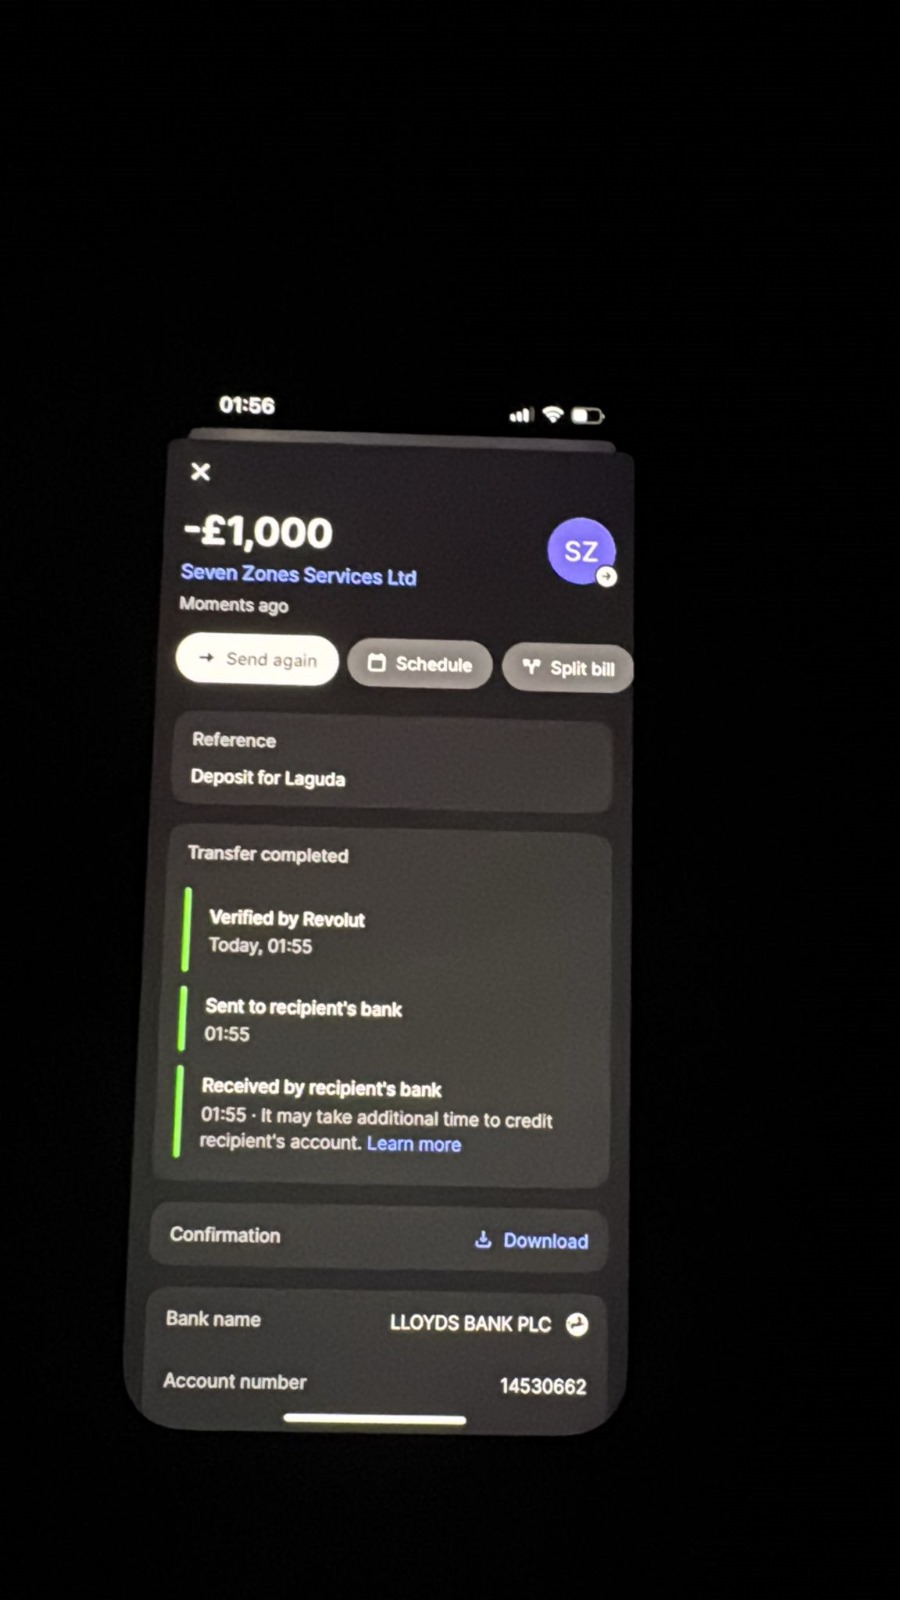 01:56
-£1,000
SZ
Seven Zones Services Ltd
Moments ago
Send again
Schedule
Split bill
Reference
Deposit for Laguda
Transfer completed
Verified by Revolut
Today, 01:55
Sent to recipient's bank
01:55
Received by recipient's bank
01:55 · It may take additional time to credit
recipient's account. Learn more
Confirmation
Download
Bank name
LLOYDS BANK PLC
Account number
14530662